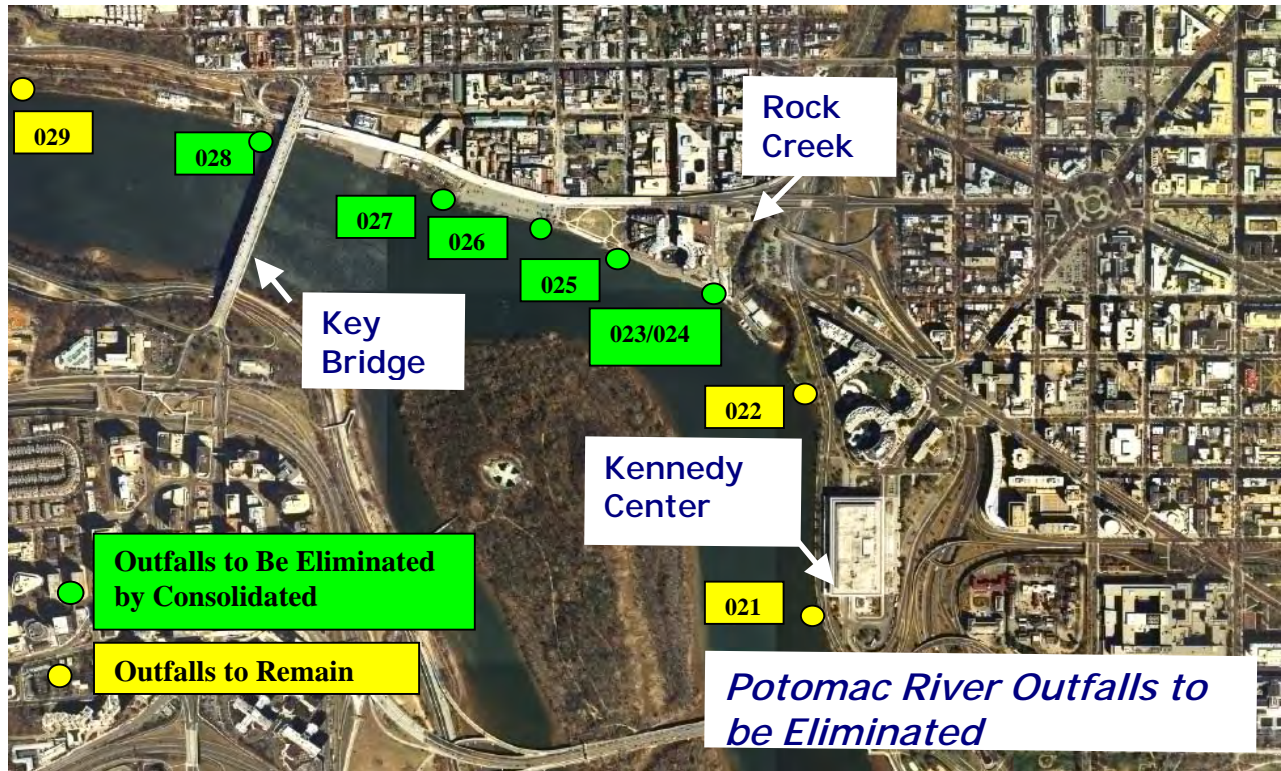 Rock
Creek
029
028
027
026
025
023/024
Key
Bridge
022
Kennedy
Center
021
Outfalls to Be Eliminated
by Consolidated
Outfalls to Remain
Potomac River Outfalls to
be Eliminated